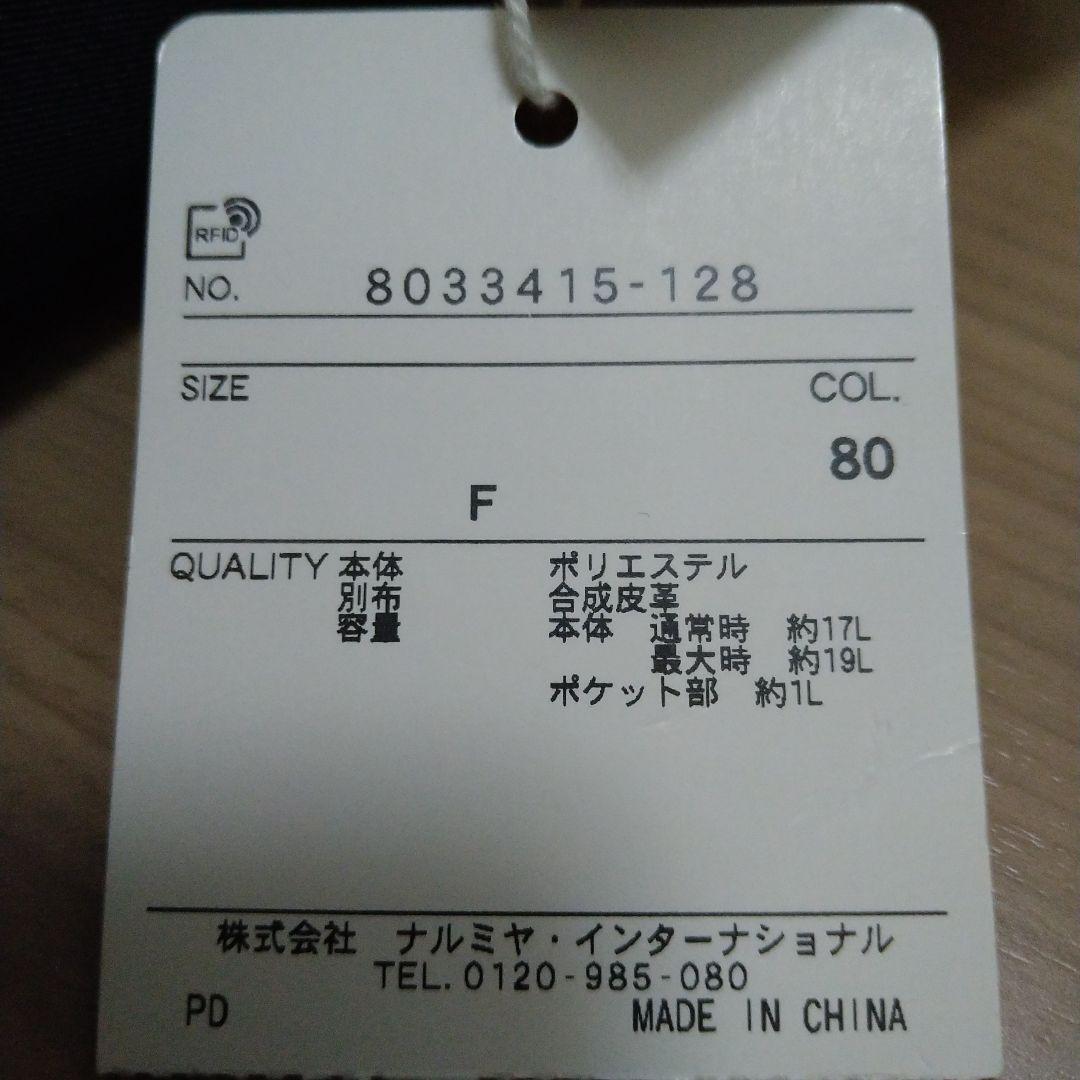 RFID
NO. 8033415-128
SIZE COL.
80
F
QUALITY 本体 ポリエステル
別布 合成皮革
容量 本体 通常時 約17L
最大時 約19L
ポケット部 約1L
株式会社 ナルミヤ・インターナショナル
TEL.0120-985-080
PD MADE IN CHINA